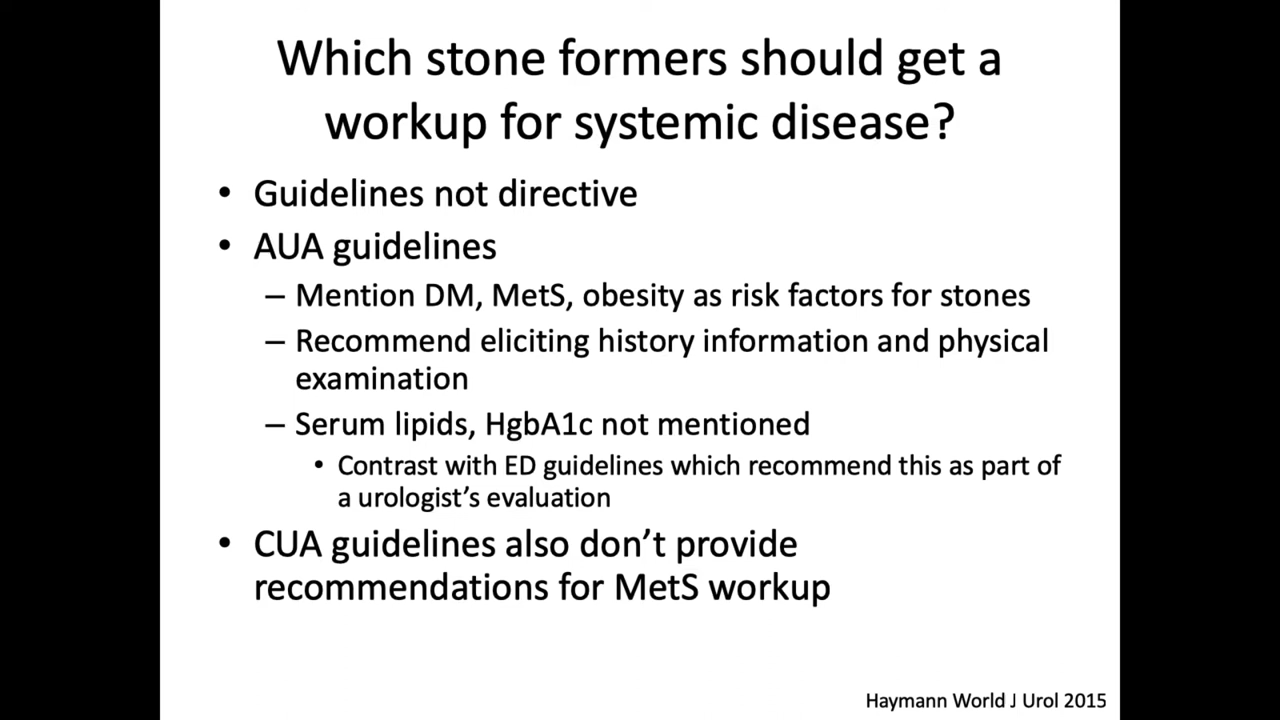 Which stone formers should get a
workup for systemic disease?
• Guidelines not directive
• AUA guidelines
– Mention DM, MetS, obesity as risk factors for stones
– Recommend eliciting history information and physical
examination
– Serum lipids, HgbA1c not mentioned
• Contrast with ED guidelines which recommend this as part of
a urologist’s evaluation
• CUA guidelines also don’t provide
recommendations for MetS workup
Haymann World J Urol 2015